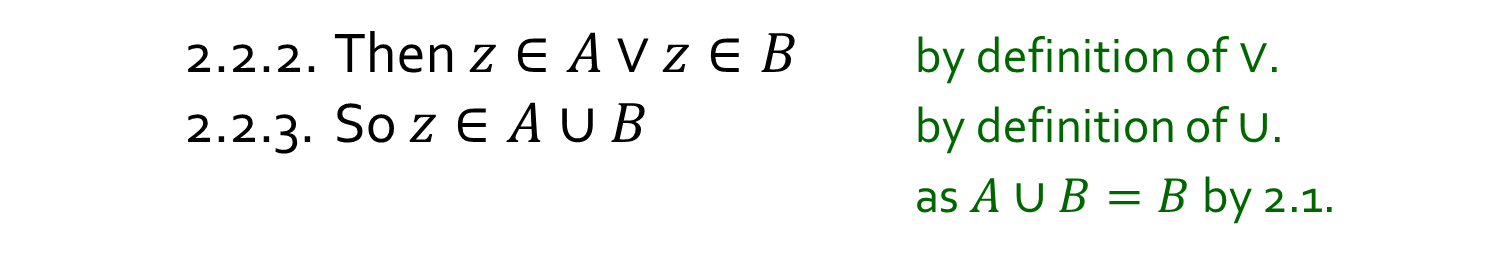 2.2.2. Then z ∈ A ∨ z ∈ B by definition of ∨.
2.2.3. So z ∈ A ∪ B by definition of ∪.
as A ∪ B = B by 2.1.